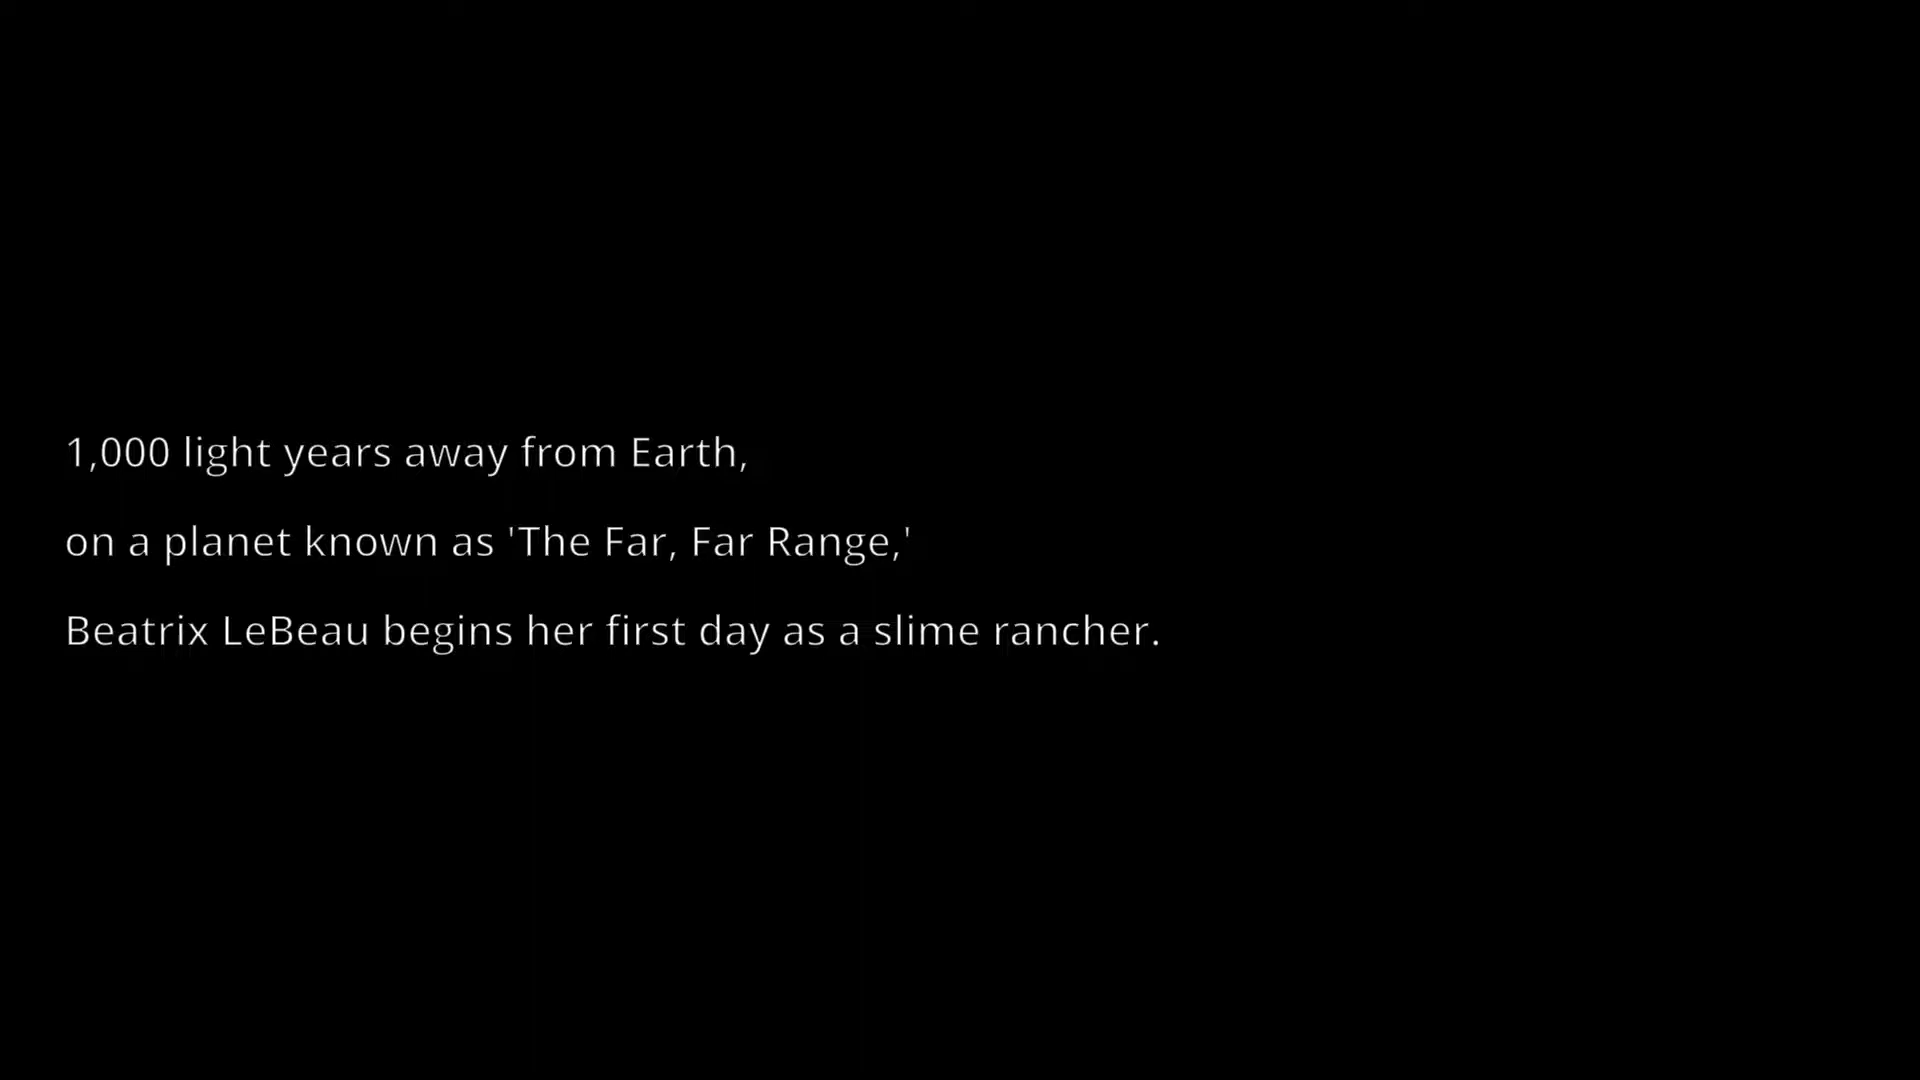 1,000 light years away from Earth,
on a planet known as 'The Far, Far Range,'
Beatrix LeBeau begins her first day as a slime rancher.